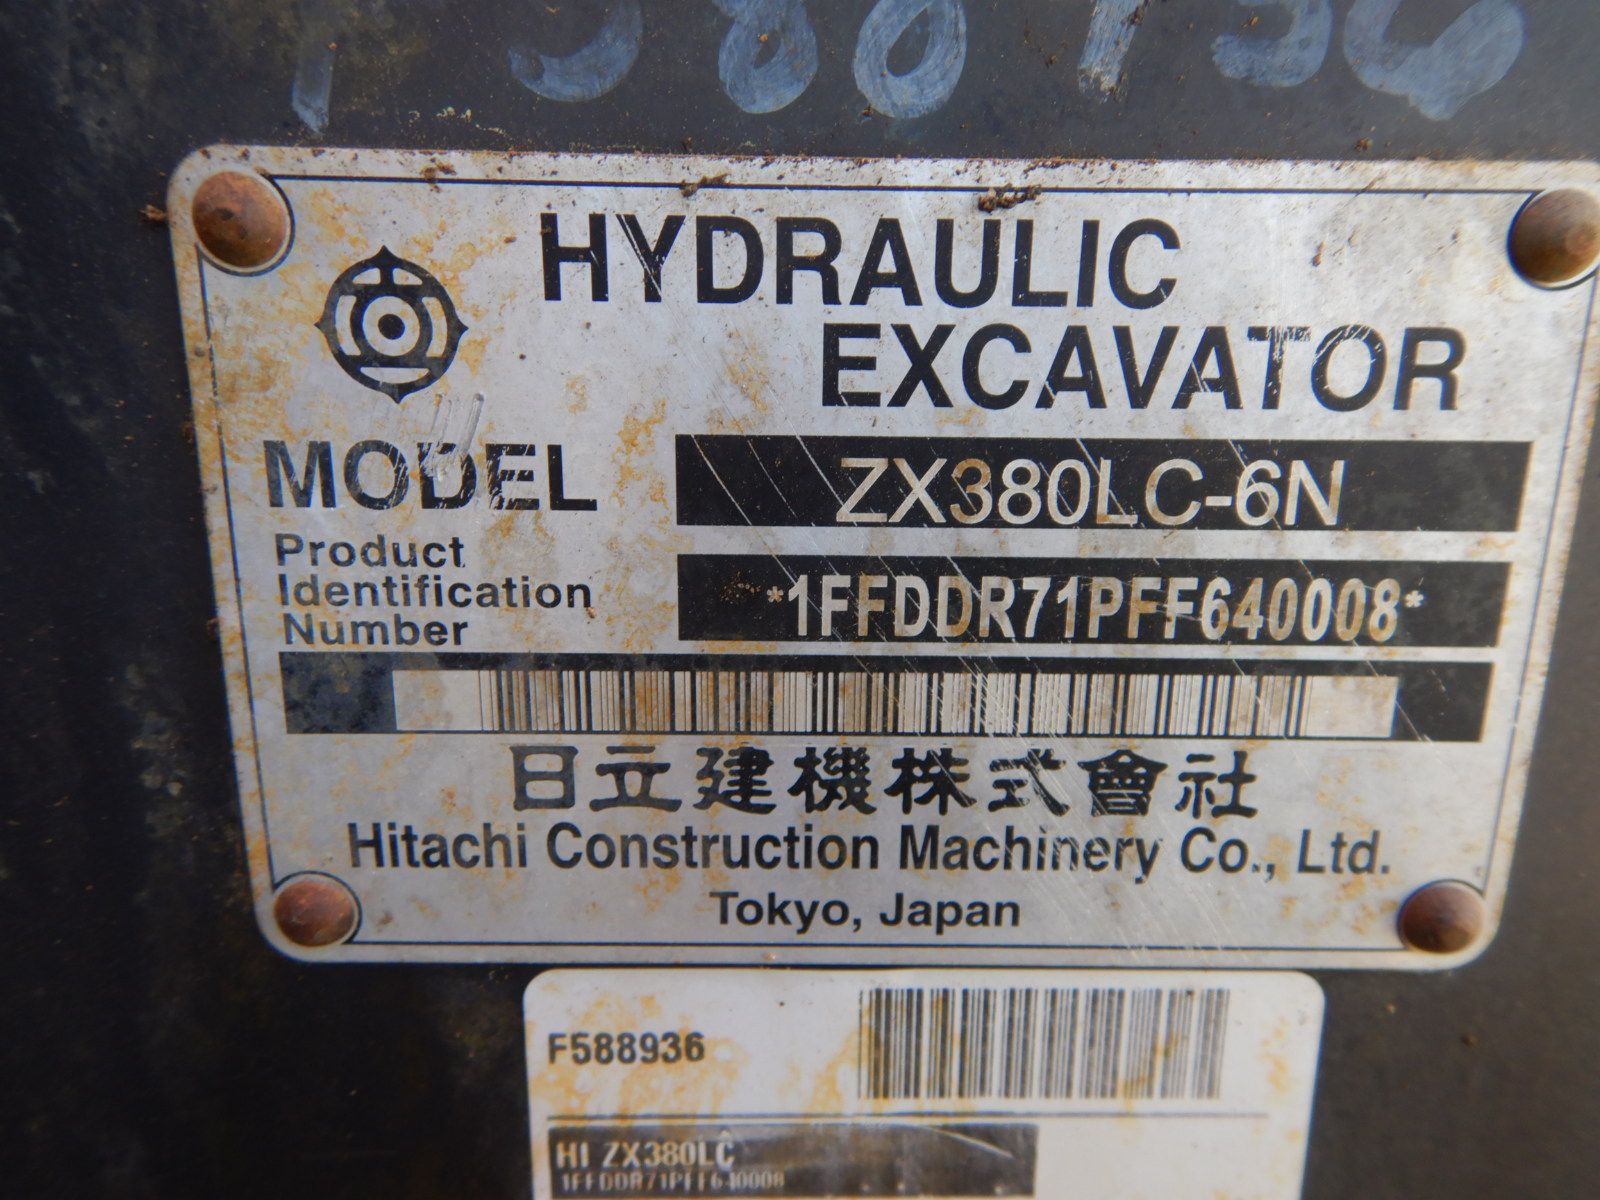 HYDRAULIC
EXCAVATOR
MODEL ZX380LC-6N
Product
Identification
Number
*1FFDDR71PFF640008*
日立建機株式會社
Hitachi Construction Machinery Co., Ltd.
Tokyo, Japan
F588936
HI ZX380LC
1FFDDR71PFF640008